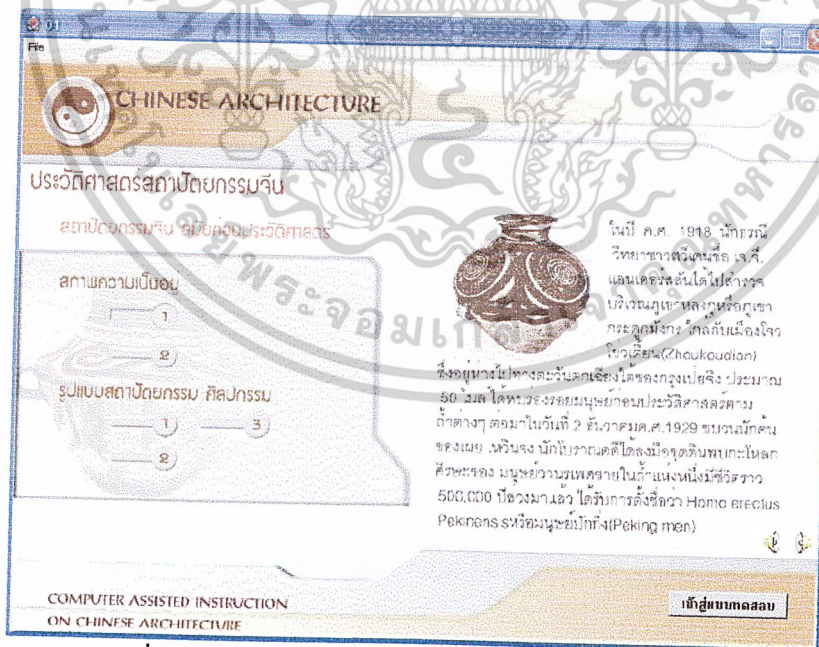 01
File
CHINESE ARCHITECTURE
ประวัติศาสตร์สถาปัตยกรรมจีน
สถาปัตยกรรมจีน สมัยก่อนประวัติศาสตร์
สภาพความเป็นอยู่
1
2
รูปแบบสถาปัตยกรรม ศิลปกรรม
1 3
2
ในปี ค.ศ. 1918 นักธรณี
วิทยาชาวสวีเดนชื่อ เจ.จี.
แอนเดอร์สสันได้ไปสำรวจ
บริเวณภูเขาหลงกู่หรือภูเขา
กระดูกมังกร ใกล้กับเมืองโจว
โข่วเตี้ยน(Zhoukoudian)
ซึ่งอยู่ห่างไปทางตะวันตกเฉียงใต้ของกรุงเป่ยจิง ประมาณ
50 ไมล์ ได้พบร่องรอยมนุษย์ก่อนประวัติศาสตร์ตาม
ถ้ำต่างๆ ต่อมาในวันที่ 2 ธันวาคมค.ศ.1929 ขบวนนักค้น
ของเผย เหวินจง นักโบราณคดีได้ลงมือขุดดินพบกะโหลก
ศีรษะของ มนุษย์วานรเพศชายในถ้ำแห่งหนึ่งมีชีวิตราว
500,000 ปีล่วงมาแล้ว ได้รับการตั้งชื่อว่า Homo erectus
Pekinens sหรือมนุษย์ปักกิ่ง(Peking men)
COMPUTER ASSISTED INSTRUCTION
ON CHINESE ARCHITECTURE
เข้าสู่แบบทดสอบ